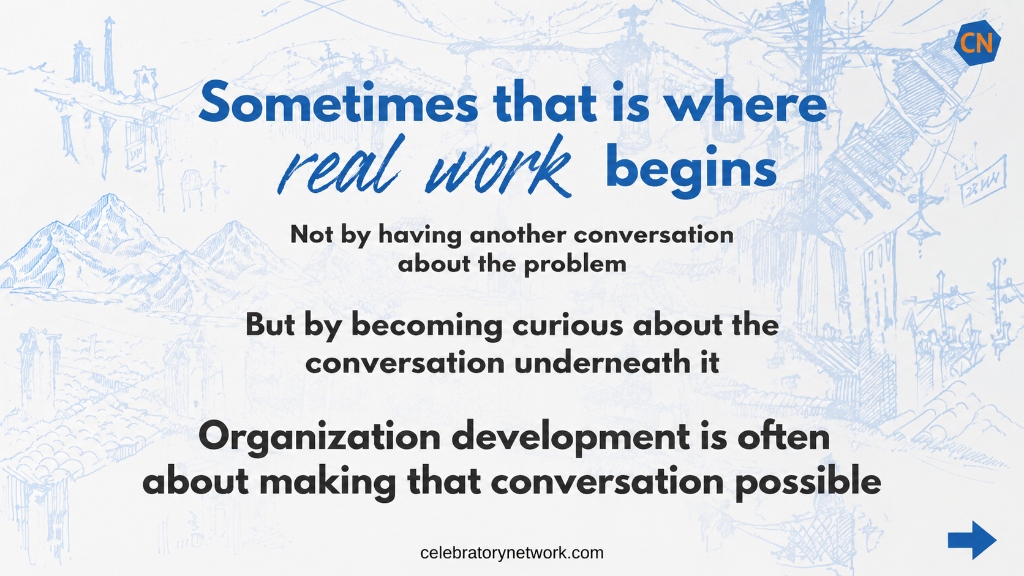 CN
Sometimes that is where
real work begins
Not by having another conversation
about the problem
But by becoming curious about the
conversation underneath it
Organization development is often
about making that conversation possible
celebratorynetwork.com